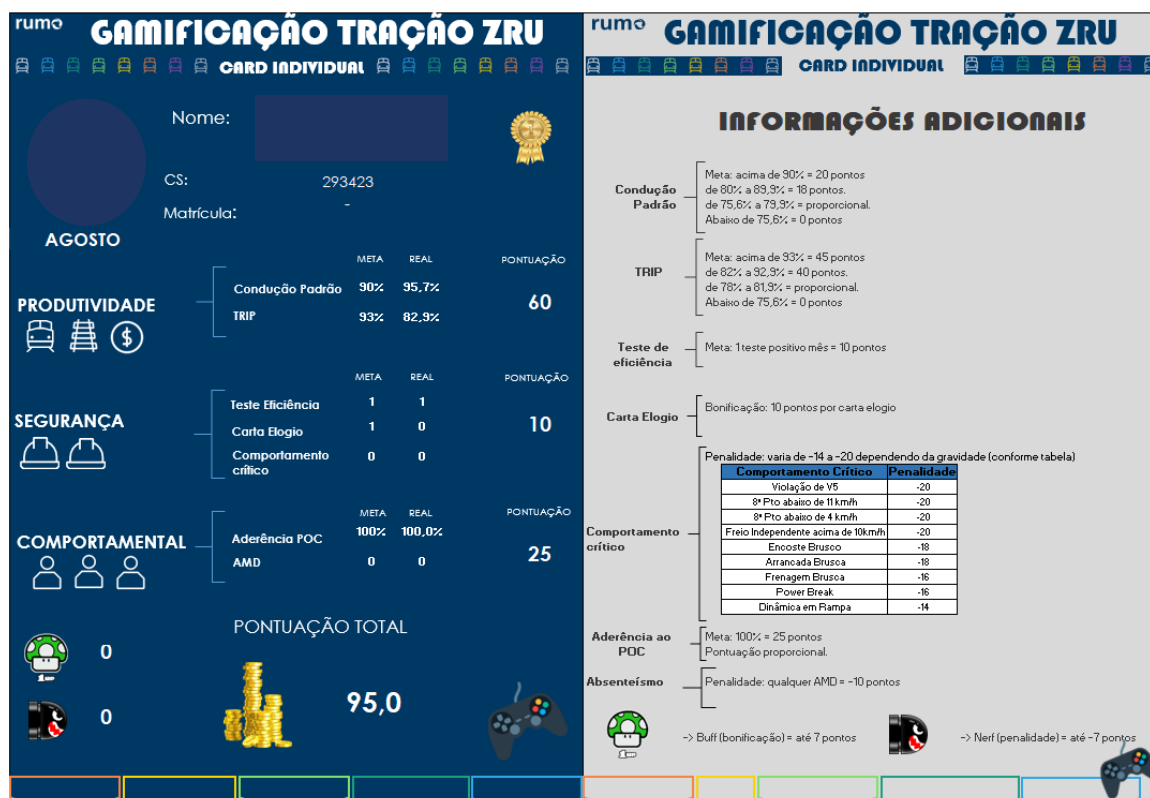 rumo
GAMIFICAÇÃO TRAÇÃO ZRU
CARD INDIVIDUAL
Nome:
CS: 293423
Matrícula: -
AGOSTO
META REAL PONTUAÇÃO
PRODUTIVIDADE
Condução Padrão 90% 95,7%
TRIP 93% 82,9%
60
META REAL PONTUAÇÃO
SEGURANÇA
Teste Eficiência 1 1
Carta Elogio 1 0
Comportamento
crítico 0 0
10
META REAL PONTUAÇÃO
COMPORTAMENTAL
Aderência POC 100% 100,0%
AMD 0 0
25
PONTUAÇÃO TOTAL
0
95,0
0
rumo
GAMIFICAÇÃO TRAÇÃO ZRU
CARD INDIVIDUAL
INFORMAÇÕES ADICIONAIS
Condução
Padrão
Meta: acima de 90% = 20 pontos
de 80% a 89,9% = 18 pontos.
de 75,6% a 79,9% = proporcional.
Abaixo de 75,6% = 0 pontos
TRIP
Meta: acima de 93% = 45 pontos
de 82% a 92,9% = 40 pontos.
de 78% a 81,9% = proporcional.
Abaixo de 75,6% = 0 pontos
Teste de
eficiência
Meta: 1 teste positivo mês = 10 pontos
Carta Elogio
Bonificação: 10 pontos por carta elogio
Comportamento
crítico
Penalidade: varia de -14 a -20 dependendo da gravidade (conforme tabela)
Comportamento Crítico Penalidade
Violação de V5 -20
8º Pto abaixo de 11 km/h -20
8º Pto abaixo de 4 km/h -20
Freio Independente acima de 10km/h -20
Encoste Brusco -18
Arrancada Brusca -18
Frenagem Brusca -16
Power Break -16
Dinâmica em Rampa -14
Aderência ao
POC
Meta: 100% = 25 pontos
Pontuação proporcional.
Absenteísmo
Penalidade: qualquer AMD = -10 pontos
-> Buff (bonificação) = até 7 pontos
-> Nerf (penalidade) = até -7 pontos